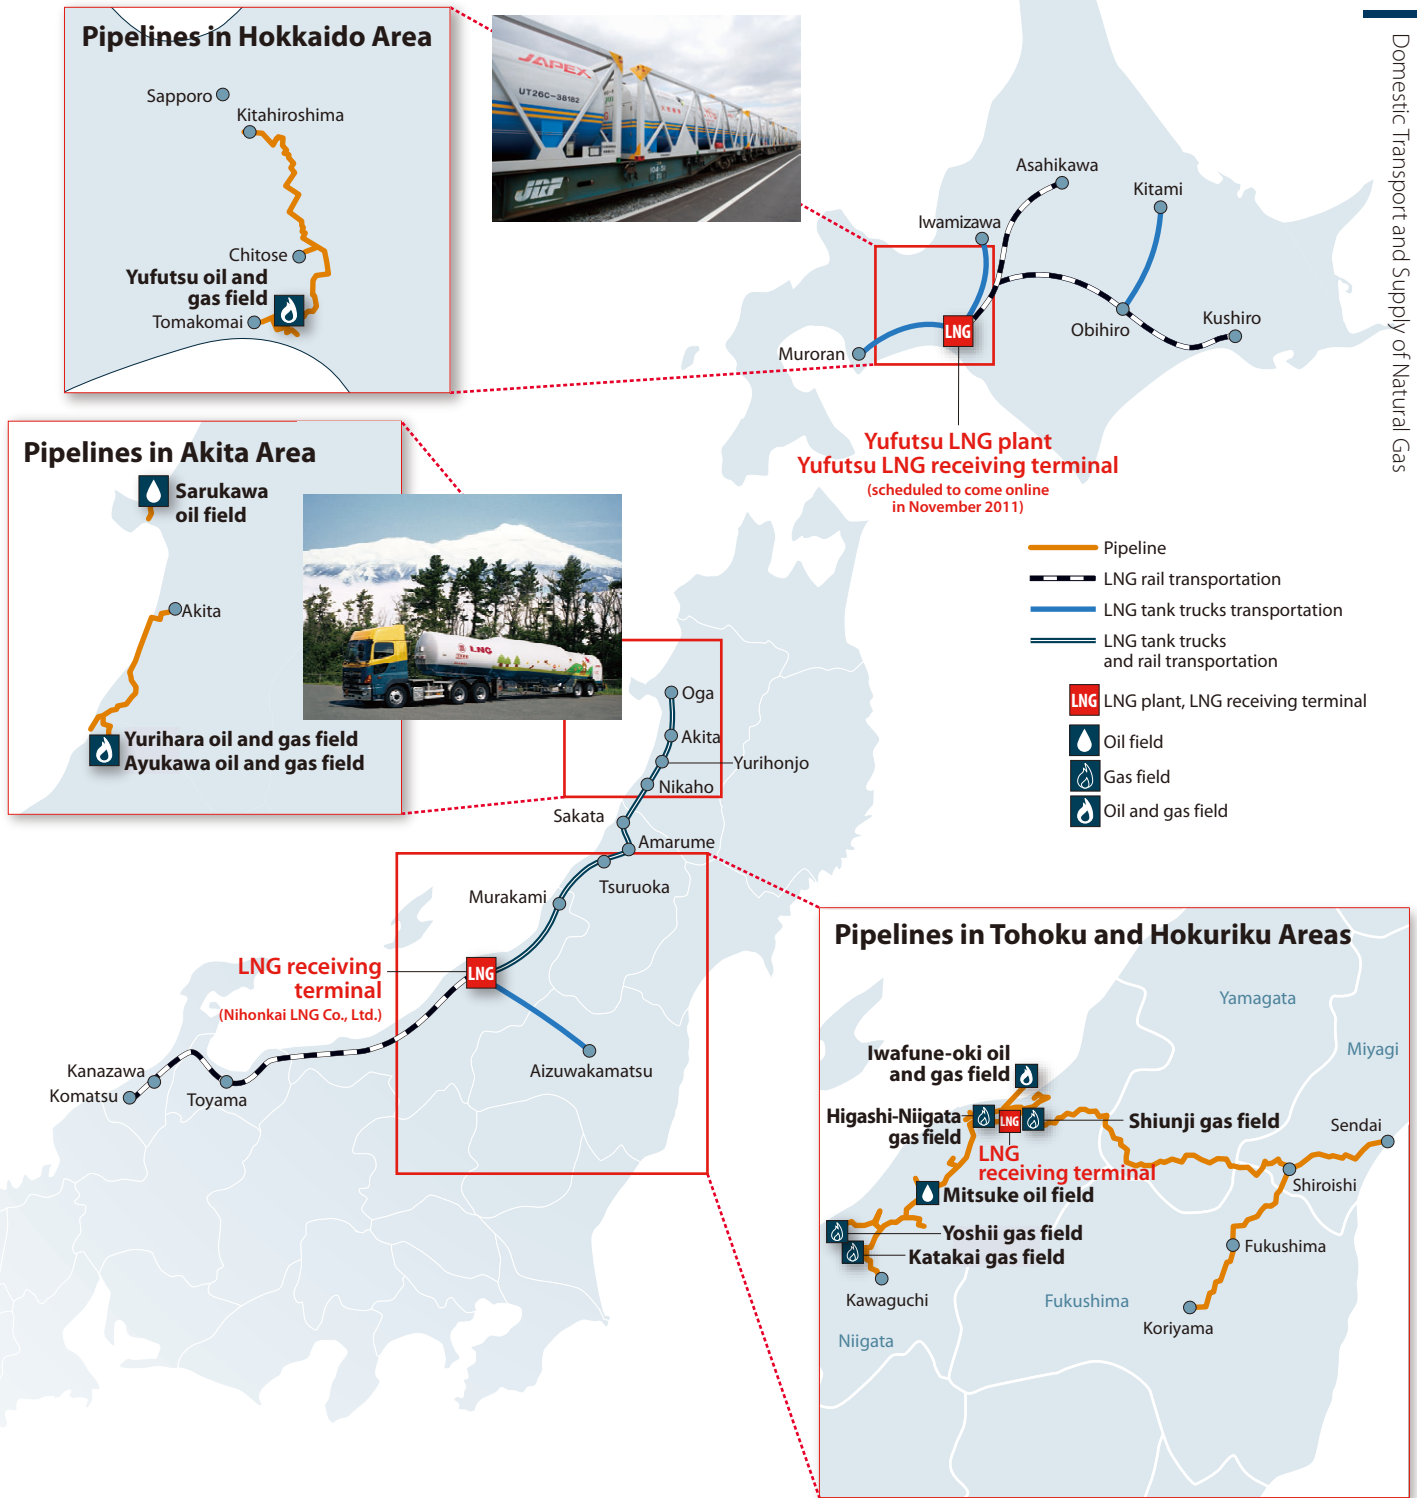 Domestic Transport and Supply of Natural Gas
Pipelines in Hokkaido Area
Sapporo
Kitahiroshima
Chitose
Yufutsu oil and
gas field
Tomakomai
JAPEX
UT26C-38182
JRF
Asahikawa
Kitami
Iwamizawa
LNG
Obihiro
Kushiro
Muroran
Yufutsu LNG plant
Yufutsu LNG receiving terminal
(scheduled to come online
in November 2011)
Pipelines in Akita Area
Sarukawa
oil field
Akita
Yurihara oil and gas field
Ayukawa oil and gas field
LNG
Pipeline
LNG rail transportation
LNG tank trucks transportation
LNG tank trucks
and rail transportation
LNG LNG plant, LNG receiving terminal
Oil field
Gas field
Oil and gas field
Oga
Akita
Yurihonjo
Nikaho
Sakata
Amarume
Tsuruoka
Murakami
LNG receiving
terminal
(Nihonkai LNG Co., Ltd.)
LNG
Aizuwakamatsu
Kanazawa
Komatsu
Toyama
Pipelines in Tohoku and Hokuriku Areas
Yamagata
Miyagi
Iwafune-oki oil
and gas field
Higashi-Niigata
gas field
LNG
Shiunji gas field
Sendai
LNG
receiving terminal
Shiroishi
Mitsuke oil field
Yoshii gas field
Katakai gas field
Fukushima
Kawaguchi
Fukushima
Koriyama
Niigata